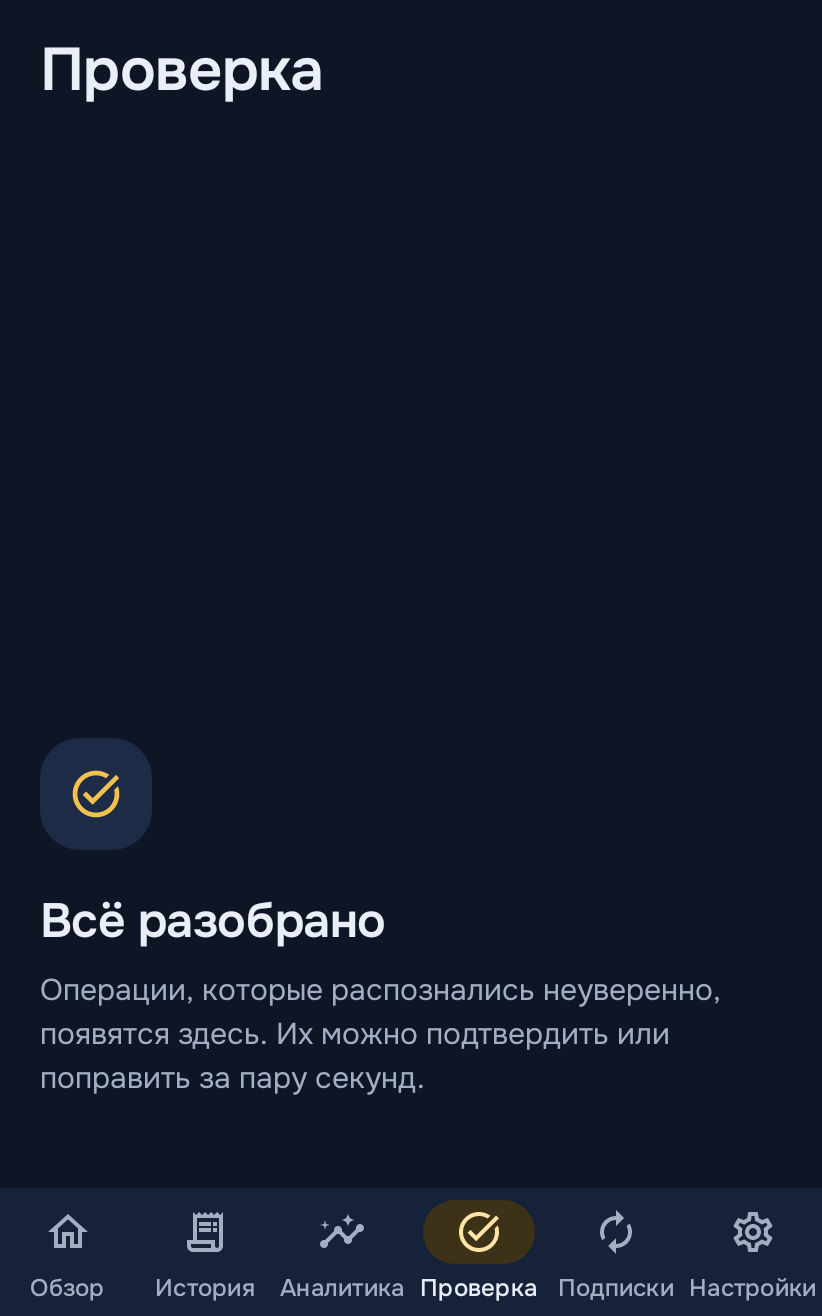 Проверка
Всё разобрано
Операции, которые распознались неуверенно,
появятся здесь. Их можно подтвердить или
поправить за пару секунд.
Обзор
История
Аналитика
Проверка
Подписки
Настройки